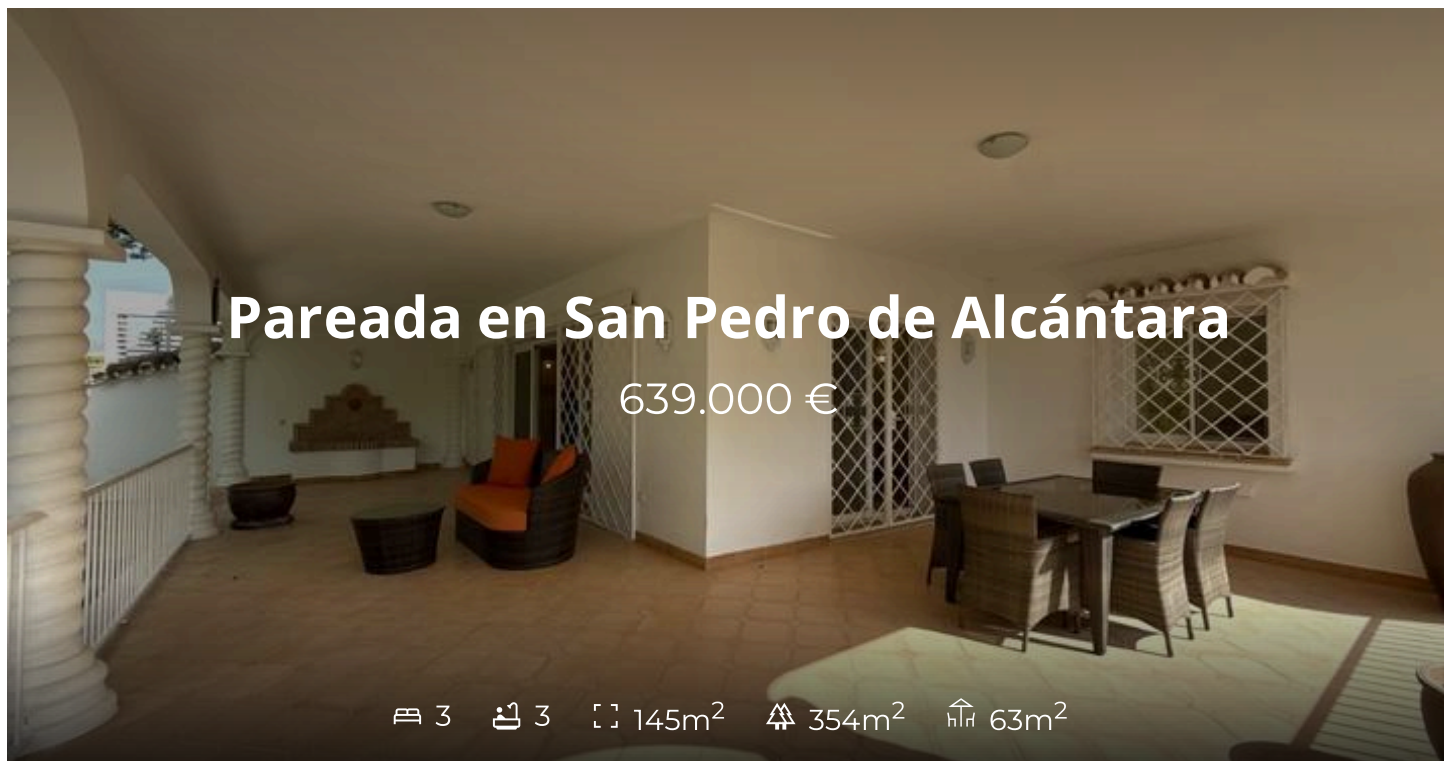 Pareada en San Pedro de Alcántara
639.000 €
3 3 145m² 354m² 63m²